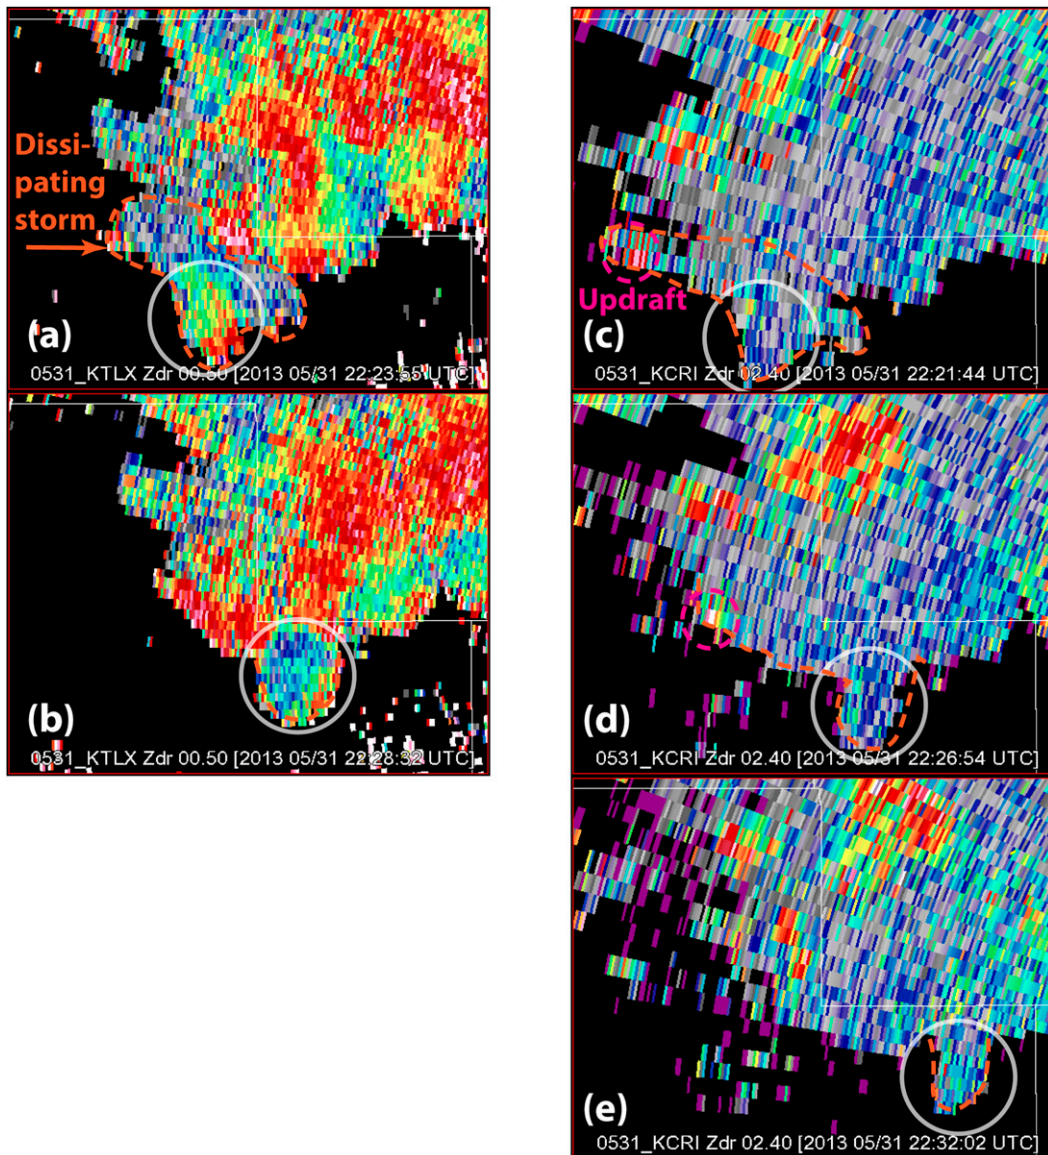 Dissi-
pating
storm
(a)
0531_KTLX Zdr 00.50 [2013 05/31 22:23:55 UTC]
(b)
0531_KTLX Zdr 00.50 [2013 05/31 22:28:32 UTC]
Updraft
(c)
0531_KCRI Zdr 02.40 [2013 05/31 22:21:44 UTC]
(d)
0531_KCRI Zdr 02.40 [2013 05/31 22:26:54 UTC]
(e)
0531_KCRI Zdr 02.40 [2013 05/31 22:32:02 UTC]